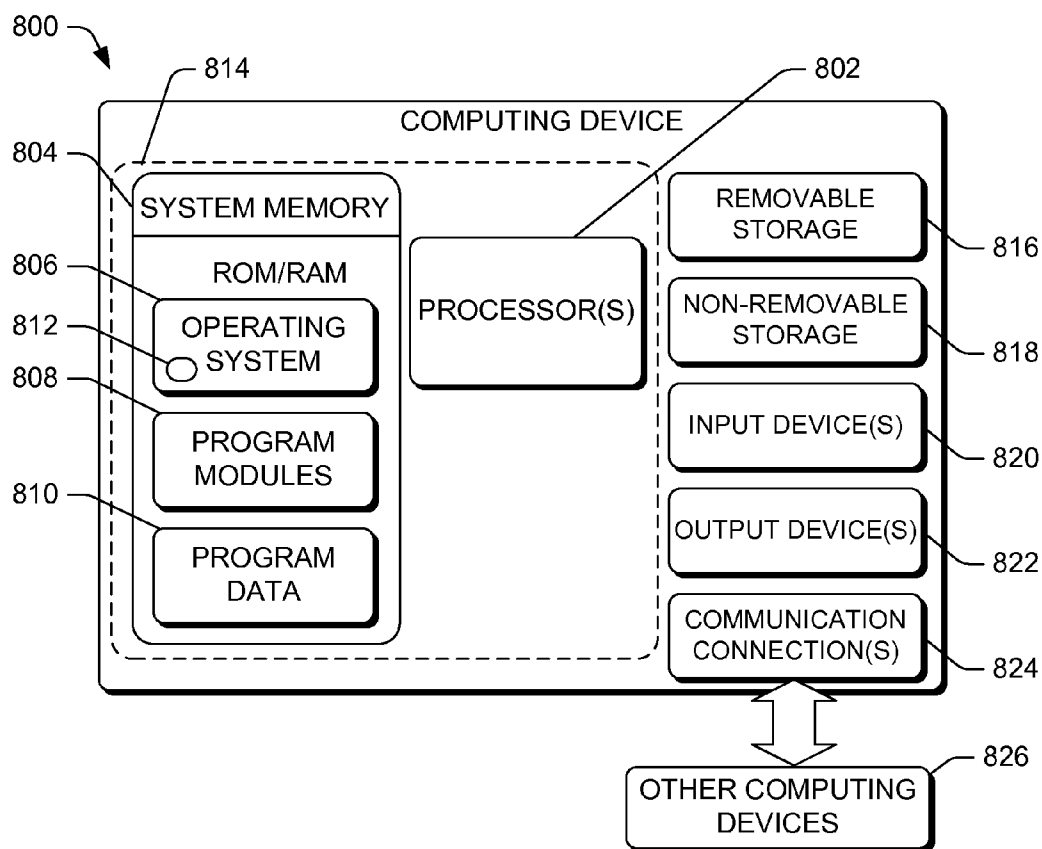 800
814
802
COMPUTING DEVICE
804
SYSTEM MEMORY
REMOVABLE
STORAGE
816
806
ROM/RAM
PROCESSOR(S)
812
OPERATING
SYSTEM
NON-REMOVABLE
STORAGE
818
808
PROGRAM
MODULES
INPUT DEVICE(S)
820
810
PROGRAM
DATA
OUTPUT DEVICE(S)
822
COMMUNICATION
CONNECTION(S)
824
826
OTHER COMPUTING
DEVICES